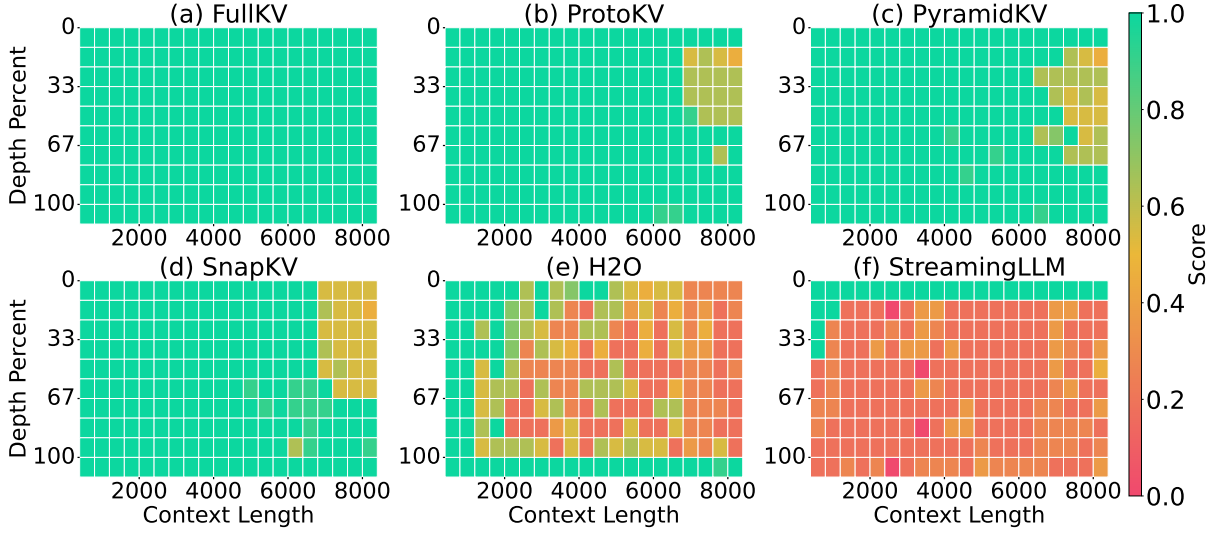 (a) FullKV
(b) ProtoKV
(c) PyramidKV
Depth Percent
0
33
67
100
2000 4000 6000 8000
0
33
67
100
2000 4000 6000 8000
0
33
67
100
2000 4000 6000 8000
(d) SnapKV
(e) H2O
(f) StreamingLLM
Depth Percent
0
33
67
100
2000 4000 6000 8000
Context Length
0
33
67
100
2000 4000 6000 8000
Context Length
0
33
67
100
2000 4000 6000 8000
Context Length
1.0
0.8
0.6
0.4
0.2
0.0
Score